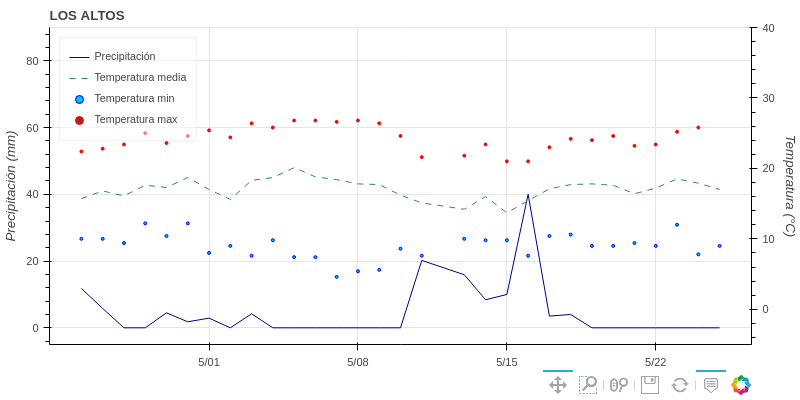 LOS ALTOS
Precipitación
Temperatura media
Temperatura min
Temperatura max
Precipitación (mm)
80
60
40
20
0
Temperatura (°C)
40
30
20
10
0
5/01
5/08
5/15
5/22